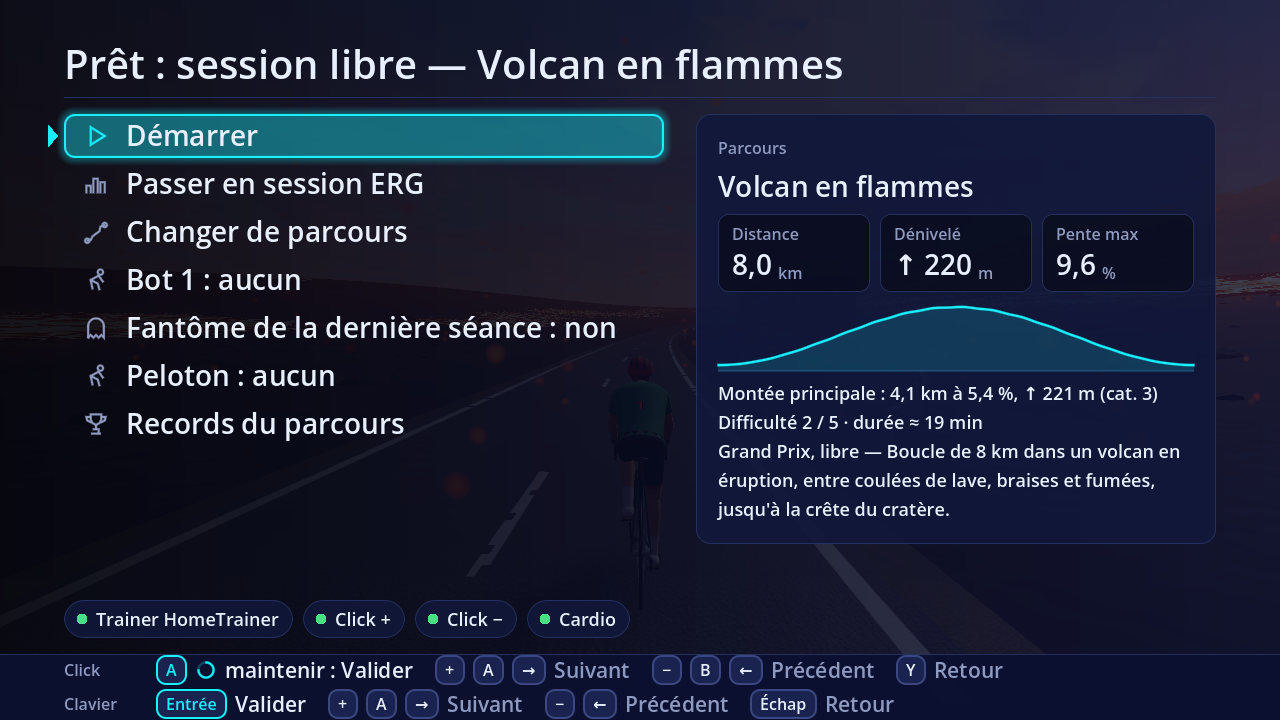 Prêt : session libre — Volcan en flammes
Démarrer
Passer en session ERG
Changer de parcours
Bot 1 : aucun
Fantôme de la dernière séance : non
Peloton : aucun
Records du parcours
Parcours
Volcan en flammes
Distance
8,0 km
Dénivelé
↑ 220 m
Pente max
9,6 %
Montée principale : 4,1 km à 5,4 %, ↑ 221 m (cat. 3)
Difficulté 2 / 5 · durée ≈ 19 min
Grand Prix, libre — Boucle de 8 km dans un volcan en
éruption, entre coulées de lave, braises et fumées,
jusqu'à la crête du cratère.
Trainer HomeTrainer
Click +
Click −
Cardio
Click A maintenir : Valider + A → Suivant − B ← Précédent Y Retour
Clavier Entrée Valider + A → Suivant − ← Précédent Échap Retour